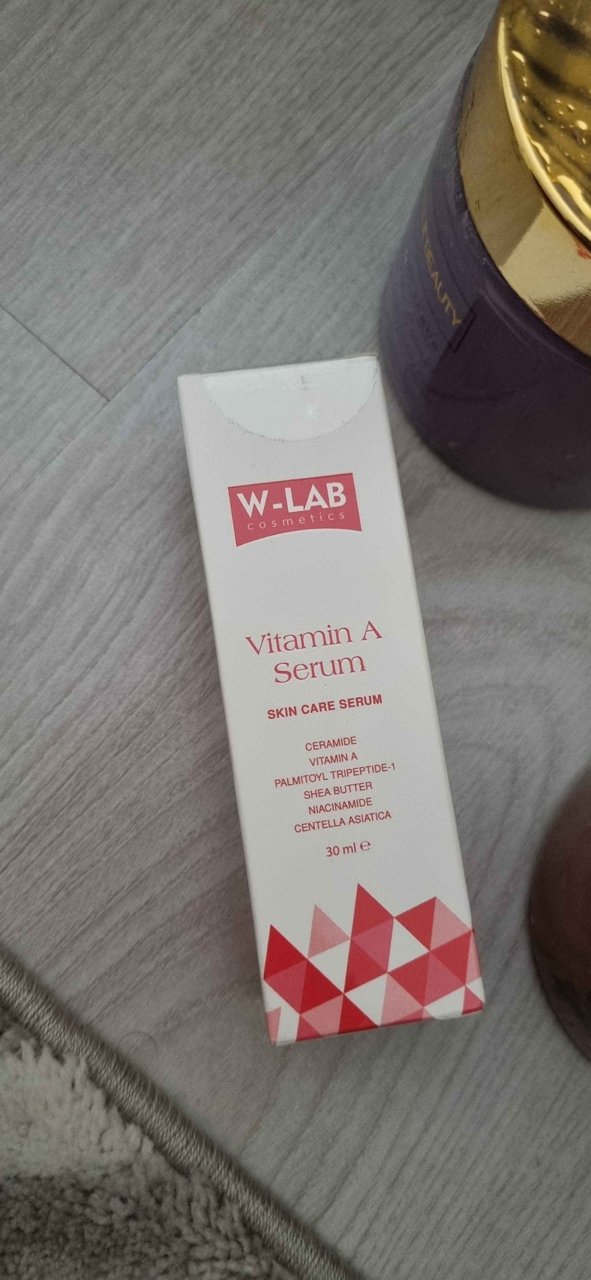 BEAUTY
W-LAB
cosmetics
Vitamin A
Serum
SKIN CARE SERUM
CERAMIDE
VITAMIN A
PALMITOYL TRIPEPTIDE-1
SHEA BUTTER
NIACINAMIDE
CENTELLA ASIATICA
30 ml ℮